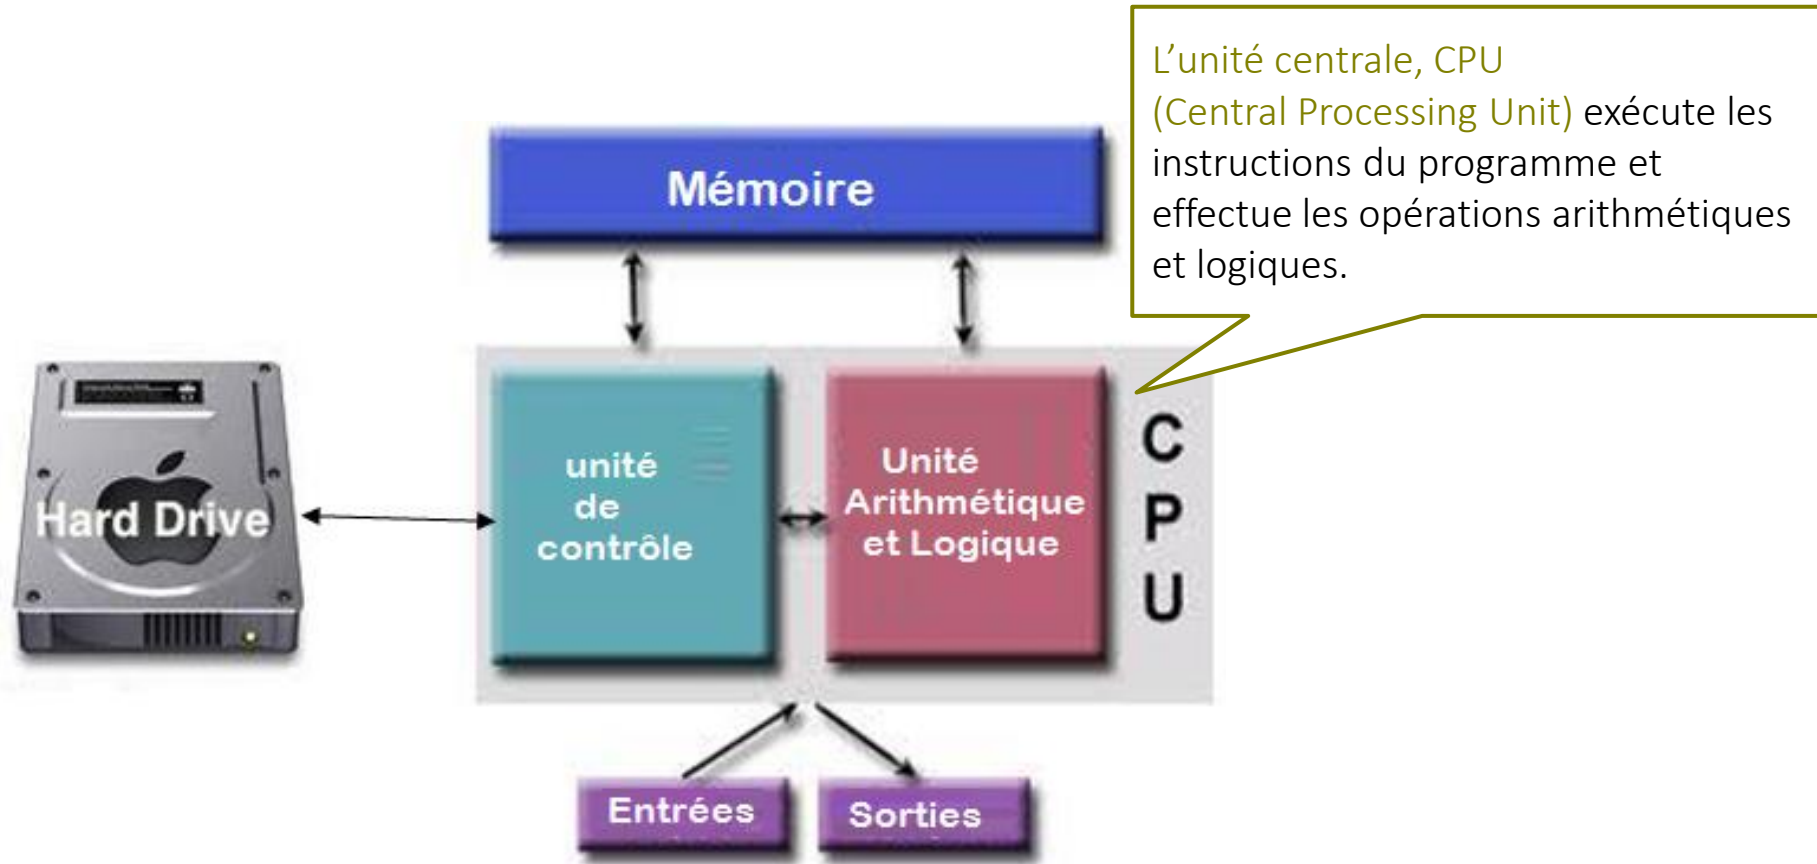 L’unité centrale, CPU
(Central Processing Unit) exécute les
instructions du programme et
effectue les opérations arithmétiques
et logiques.
Mémoire
Hard Drive
unité
de
contrôle
Unité
Arithmétique
et Logique
C
P
U
Entrées
Sorties